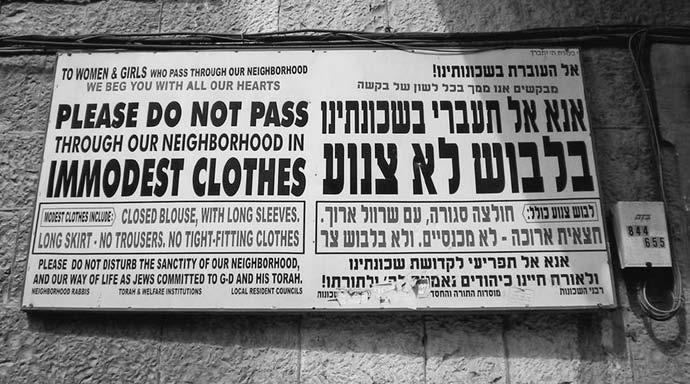 TO WOMEN & GIRLS WHO PASS THROUGH OUR NEIGHBORHOOD
WE BEG YOU WITH ALL OUR HEARTS
PLEASE DO NOT PASS
THROUGH OUR NEIGHBORHOOD IN
IMMODEST CLOTHES
MODEST CLOTHES INCLUDE: CLOSED BLOUSE, WITH LONG SLEEVES.
LONG SKIRT - NO TROUSERS. NO TIGHT-FITTING CLOTHES
PLEASE DO NOT DISTURB THE SANCTITY OF OUR NEIGHBORHOOD,
AND OUR WAY OF LIFE AS JEWS COMMITTED TO G-D AND HIS TORAH.
NEIGHBORHOOD RABBIS TORAH & WELFARE INSTITUTIONS LOCAL RESIDENT COUNCILS
אל העוברת בשכונותינו!
מבקשים אנו ממך בכל לשון של בקשה
אנא אל תעברי בשכונתינו
בלבוש לא צנוע
לבוש צנוע כולל: חולצה סגורה, עם שרוול ארוך.
חצאית ארוכה - לא מכנסיים. ולא בלבוש צר
אנא אל תפריעי לקדושת שכונתינו
ולאורח חיינו כיהודים ולתורתו!
רבני השכונות מוסדות התורה והחסד
844
655